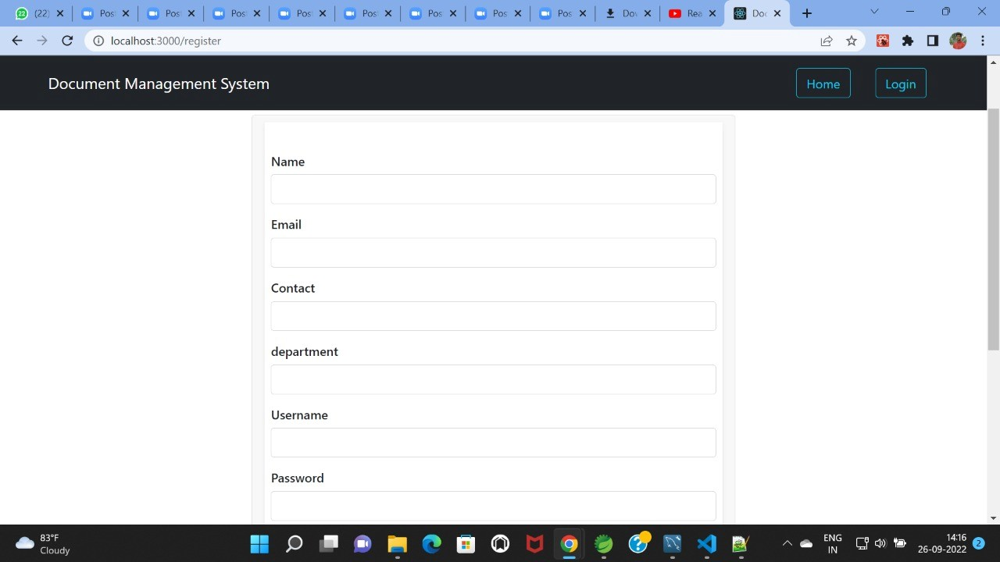 22 (22) Pos Pos Pos Pos Pos Pos Pos Pos Dov Rea Doc
localhost:3000/register
Document Management System Home Login
Name
Email
Contact
department
Username
Password
83°F ENG 14:16
Cloudy IN 26-09-2022 2